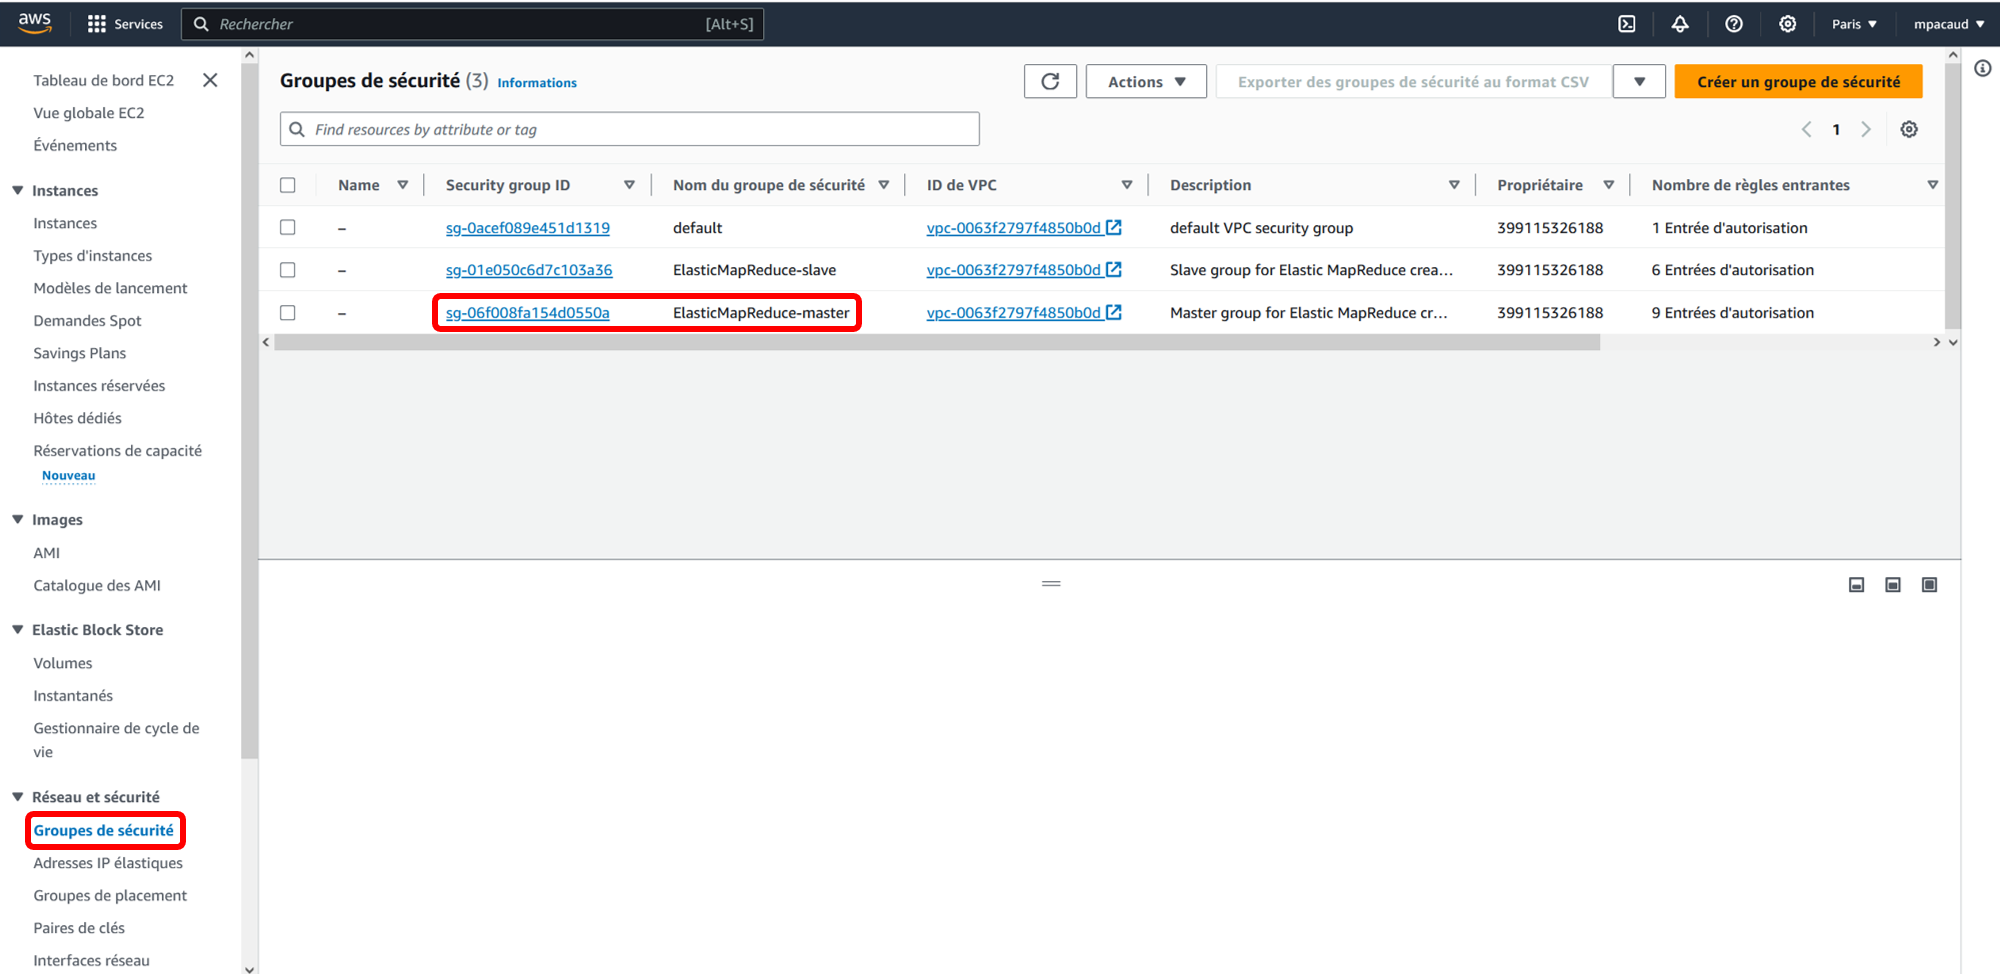 aws Services Rechercher [Alt+S] Paris mpacaud
Tableau de bord EC2
Vue globale EC2
Événements
Instances
Instances
Types d'instances
Modèles de lancement
Demandes Spot
Savings Plans
Instances réservées
Hôtes dédiés
Réservations de capacité
Nouveau
Images
AMI
Catalogue des AMI
Elastic Block Store
Volumes
Instantanés
Gestionnaire de cycle de
vie
Réseau et sécurité
Groupes de sécurité
Adresses IP élastiques
Groupes de placement
Paires de clés
Interfaces réseau
Groupes de sécurité (3) Informations Actions Exporter des groupes de sécurité au format CSV Créer un groupe de sécurité
Find resources by attribute or tag 1
Name Security group ID Nom du groupe de sécurité ID de VPC Description Propriétaire Nombre de règles entrantes
– sg-0acef089e451d1319 default vpc-0063f2797f4850b0d default VPC security group 399115326188 1 Entrée d'autorisation
– sg-01e050c6d7c103a36 ElasticMapReduce-slave vpc-0063f2797f4850b0d Slave group for Elastic MapReduce crea... 399115326188 6 Entrées d'autorisation
– sg-06f008fa154d0550a ElasticMapReduce-master vpc-0063f2797f4850b0d Master group for Elastic MapReduce cr... 399115326188 9 Entrées d'autorisation